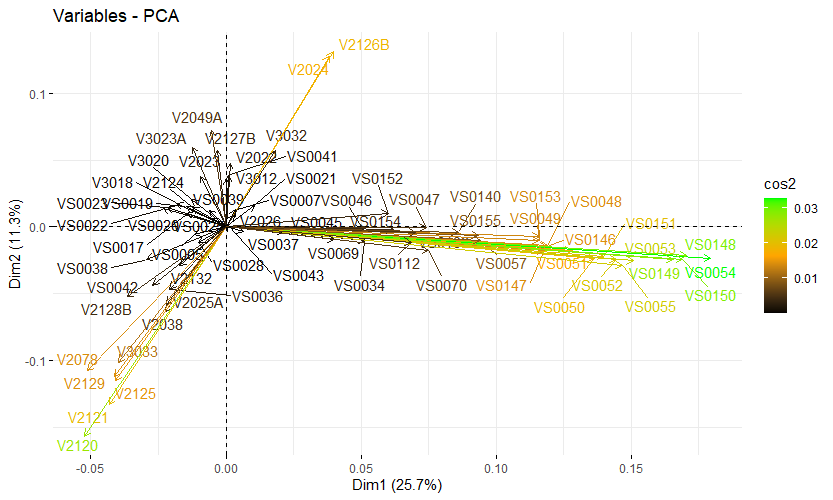 Variables - PCA
V2126B
V2024
0.1
V2049A
V3023A V2127B V3032
V3020 V2023 V2022 VS0041
V3018 V2124 V3012 VS0021 VS0152
VS0023 VS0019 VS0039 VS0007 VS0046 VS0047 VS0140 VS0153 VS0048
VS0022 V2026 VS0045 VS0154 VS0155 VS0049 VS0151
0.0
VS0017 VS0037 VS0069 VS0146 VS0053 VS0148
VS0038 VS0028 VS0043 VS0112 VS0057 VS0051 VS0149 VS0054
VS0042 V2132 VS0036 VS0034 VS0070 VS0147 VS0052 VS0150
V2128B V2025A VS0050 VS0055
V2038
V2078 V3033
-0.1
V2129
V2125
V2121
V2120
-0.05 0.00 0.05 0.10 0.15
Dim1 (25.7%)
Dim2 (11.3%)
cos2
0.03
0.02
0.01